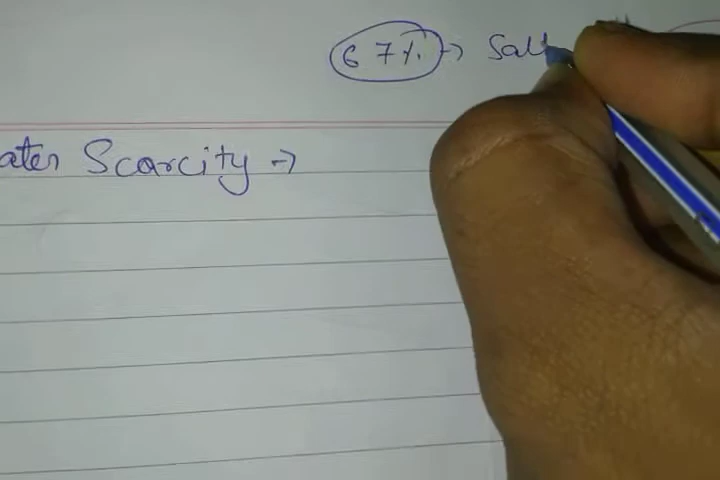 67% → Salt
ater Scarcity →